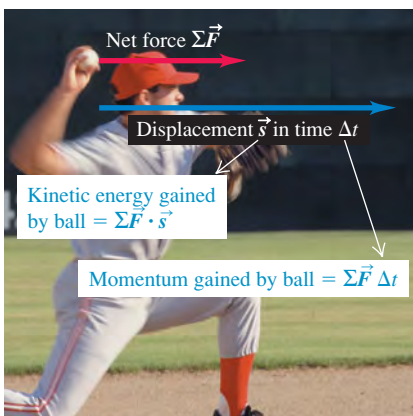 Net force ΣF⃗
Displacement s⃗ in time Δt
Kinetic energy gained
by ball = ΣF⃗ · s⃗
Momentum gained by ball = ΣF⃗ Δt